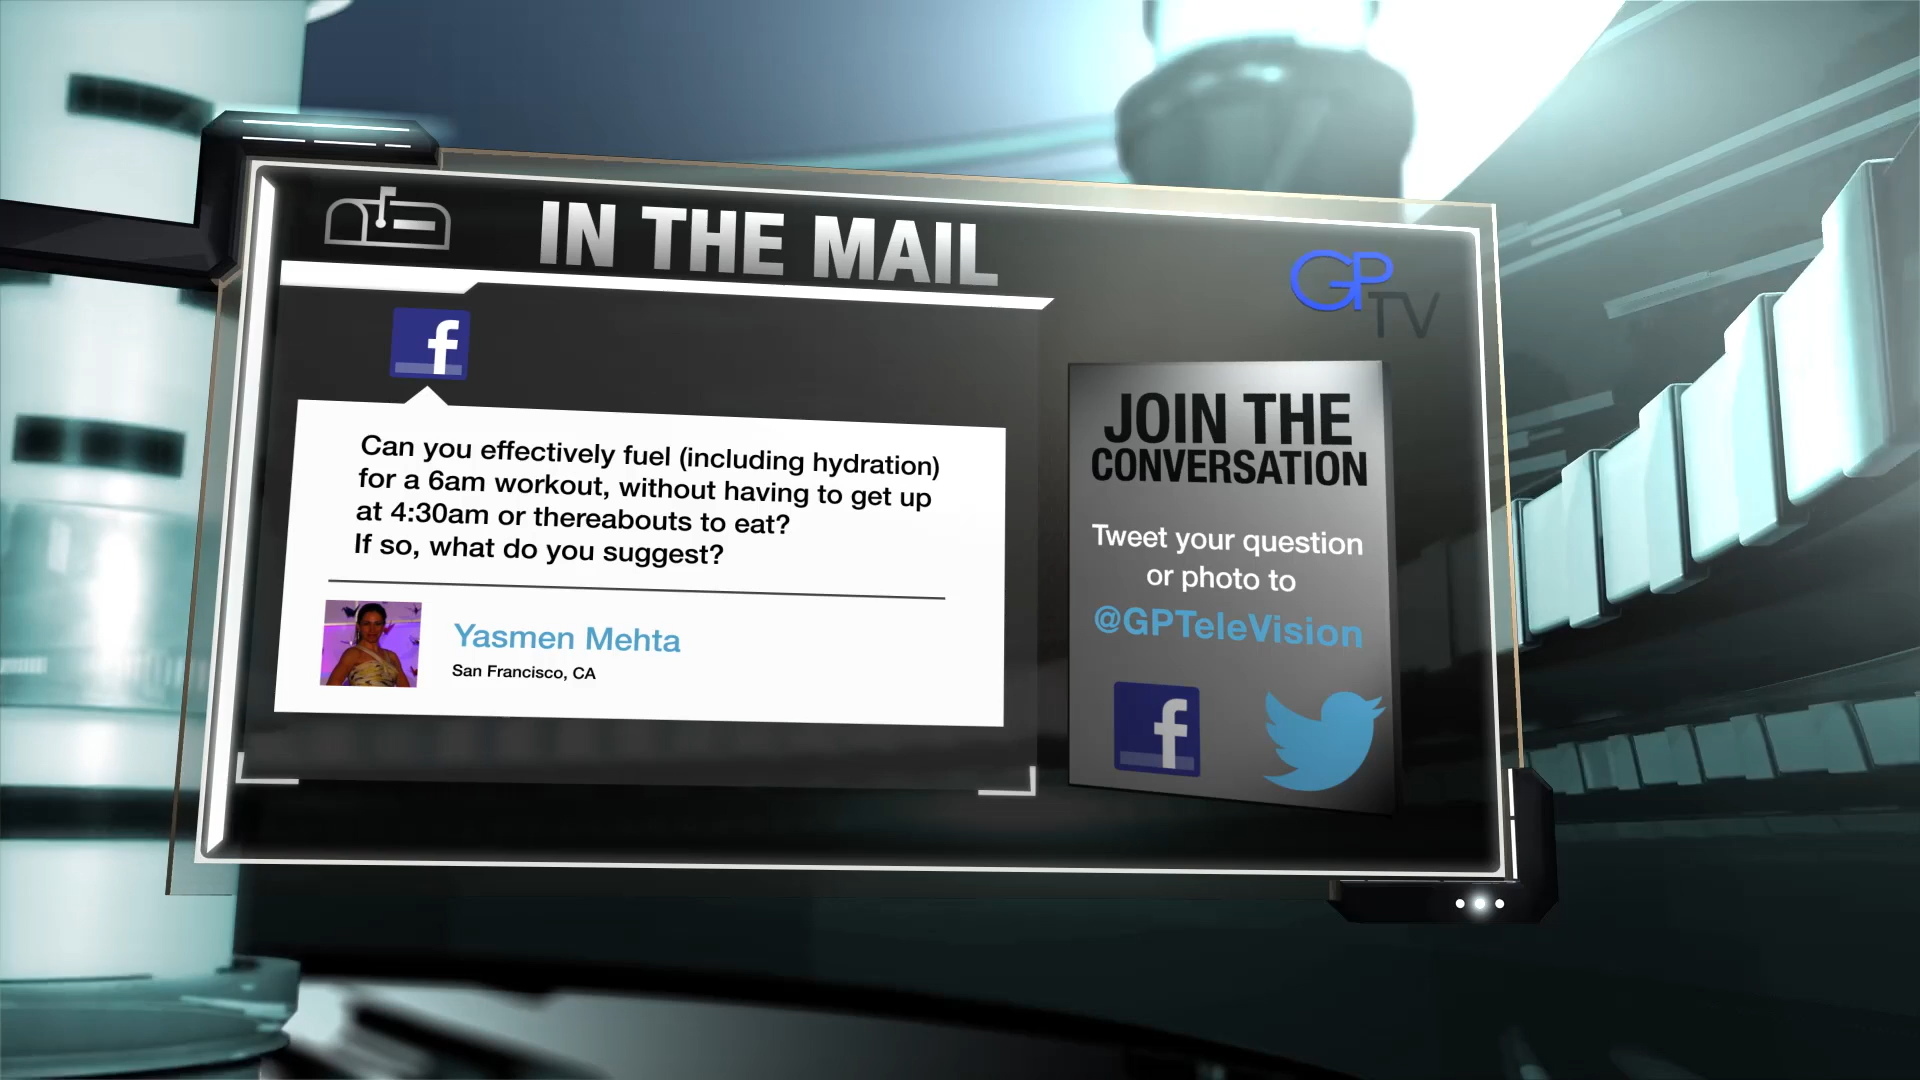 IN THE MAIL
GP
TV
f
Can you effectively fuel (including hydration)
for a 6am workout, without having to get up
at 4:30am or thereabouts to eat?
If so, what do you suggest?
Yasmen Mehta
San Francisco, CA
JOIN THE
CONVERSATION
Tweet your question
or photo to
@GPTeleVision
f